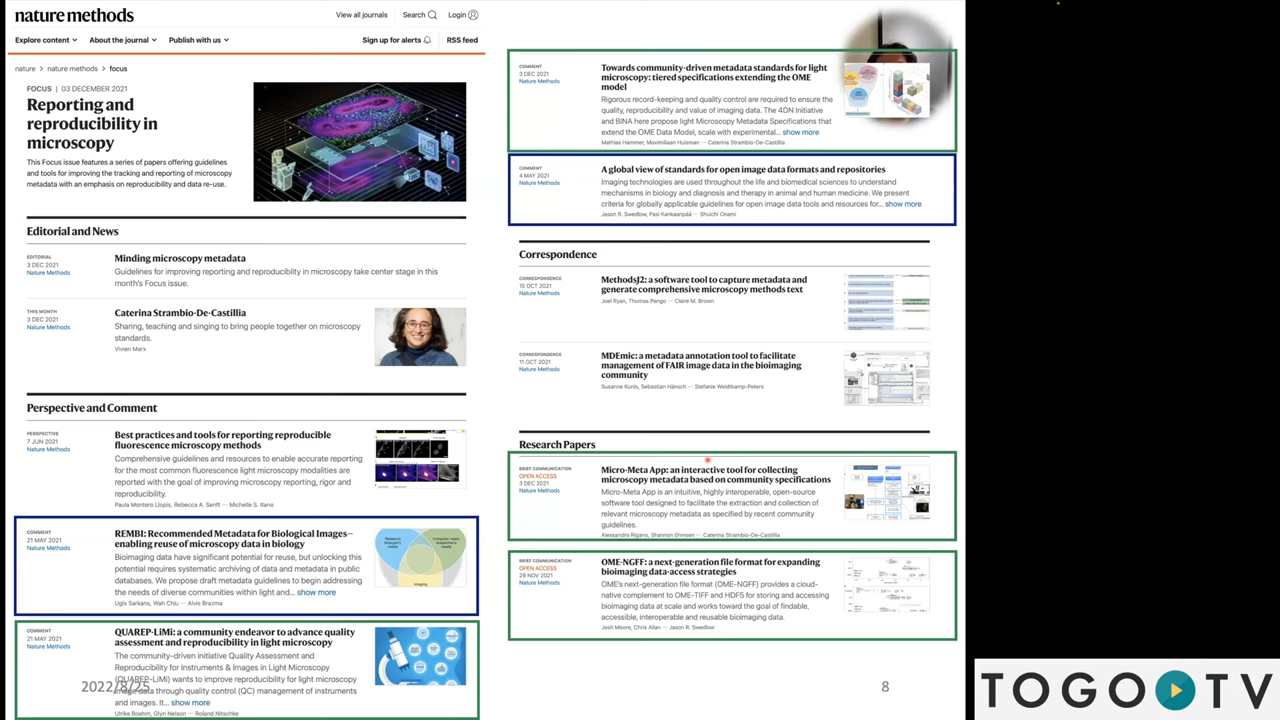 nature methods
View all journals
Search
Login
Explore content
About the journal
Publish with us
Sign up for alerts
RSS feed
nature > nature methods > focus
FOCUS | 03 DECEMBER 2021
Reporting and
reproducibility in
microscopy
This Focus issue features a series of papers offering guidelines
and tools for improving the tracking and reporting of microscopy
metadata with an emphasis on reproducibility and data re-use.
Editorial and News
EDITORIAL
3 DEC 2021
Nature Methods
Minding microscopy metadata
Guidelines for improving reporting and reproduciblity in microscopy take center stage in this
month's Focus issue.
THIS MONTH
3 DEC 2021
Nature Methods
Caterina Strambio-De-Castillia
Sharing, teaching and singing to bring people together on microscopy
standards.
Vivien Marx
Perspective and Comment
PERSPECTIVE
7 JUN 2021
Nature Methods
Best practices and tools for reporting reproducible
fluorescence microscopy methods
Comprehensive guidelines and resources to enable accurate reporting
for the most common fluorescence light microscopy modalities are
reported with the goal of improving microscopy reporting, rigor and
reproducibility.
Paula Montero Llopis, Rebecca A. Senft ··· Michelle S. Itano
COMMENT
21 MAY 2021
Nature Methods
REMBI: Recommended Metadata for Biological Images—
enabling reuse of microscopy data in biology
Bioimaging data have significant potential for reuse, but unlocking this
potential requires systematic archiving of data and metadata in public
databases. We propose draft metadata guidelines to begin addressing
the needs of diverse communities within light and... show more
Ugis Sarkans, Wah Chiu ··· Alvis Brazma
COMMENT
21 MAY 2021
Nature Methods
QUAREP-LiMi: a community endeavor to advance quality
assessment and reproducibility in light microscopy
The community-driven initiative Quality Assessment and
Reproducibility for Instruments & Images in Light Microscopy
(QUAREP-LiMi) wants to improve reproducibility for light microscopy
image data through quality control (QC) management of instruments
and images. It... show more
Ulrike Boehm, Glyn Nelson ··· Roland Nitschke
2022/8/25
COMMENT
3 DEC 2021
Nature Methods
Towards community-driven metadata standards for light
microscopy: tiered specifications extending the OME
model
Rigorous record-keeping and quality control are required to ensure the
quality, reproducibility and value of imaging data. The 4DN Initiative
and BINA here propose light Microscopy Metadata Specifications that
extend the OME Data Model, scale with experimental... show more
Mathias Hammer, Maximiliaan Huisman ··· Caterina Strambio-De-Castillia
COMMENT
4 MAY 2021
Nature Methods
A global view of standards for open image data formats and repositories
Imaging technologies are used throughout the life and biomedical sciences to understand
mechanisms in biology and diagnosis and therapy in animal and human medicine. We present
criteria for globally applicable guidelines for open image data tools and resources for... show more
Jason R. Swedlow, Pasi Kankaanpää ··· Shuichi Onami
Correspondence
CORRESPONDENCE
15 OCT 2021
Nature Methods
MethodsJ2: a software tool to capture metadata and
generate comprehensive microscopy methods text
Joel Ryan, Thomas Pengo ··· Claire M. Brown
CORRESPONDENCE
11 OCT 2021
Nature Methods
MDEmic: a metadata annotation tool to facilitate
management of FAIR image data in the bioimaging
community
Susanne Kunis, Sebastian Hänsch ··· Stefanie Weidtkamp-Peters
Research Papers
BRIEF COMMUNICATION
OPEN ACCESS
3 DEC 2021
Nature Methods
Micro-Meta App: an interactive tool for collecting
microscopy metadata based on community specifications
Micro-Meta App is an intuitive, highly interoperable, open-source
software tool designed to facilitate the extraction and collection of
relevant microscopy metadata as specified by recent community
guidelines.
Alessandro Rigano, Shannon Ehmsen ··· Caterina Strambio-De-Castillia
BRIEF COMMUNICATION
OPEN ACCESS
29 NOV 2021
Nature Methods
OME-NGFF: a next-generation file format for expanding
bioimaging data-access strategies
OME's next-generation file format (OME-NGFF) provides a cloud-
native complement to OME-TIFF and HDF5 for storing and accessing
bioimaging data at scale and works toward the goal of findable,
accessible, interoperable and reusable bioimaging data.
Josh Moore, Chris Allan ··· Jason R. Swedlow
8
TOGO TV